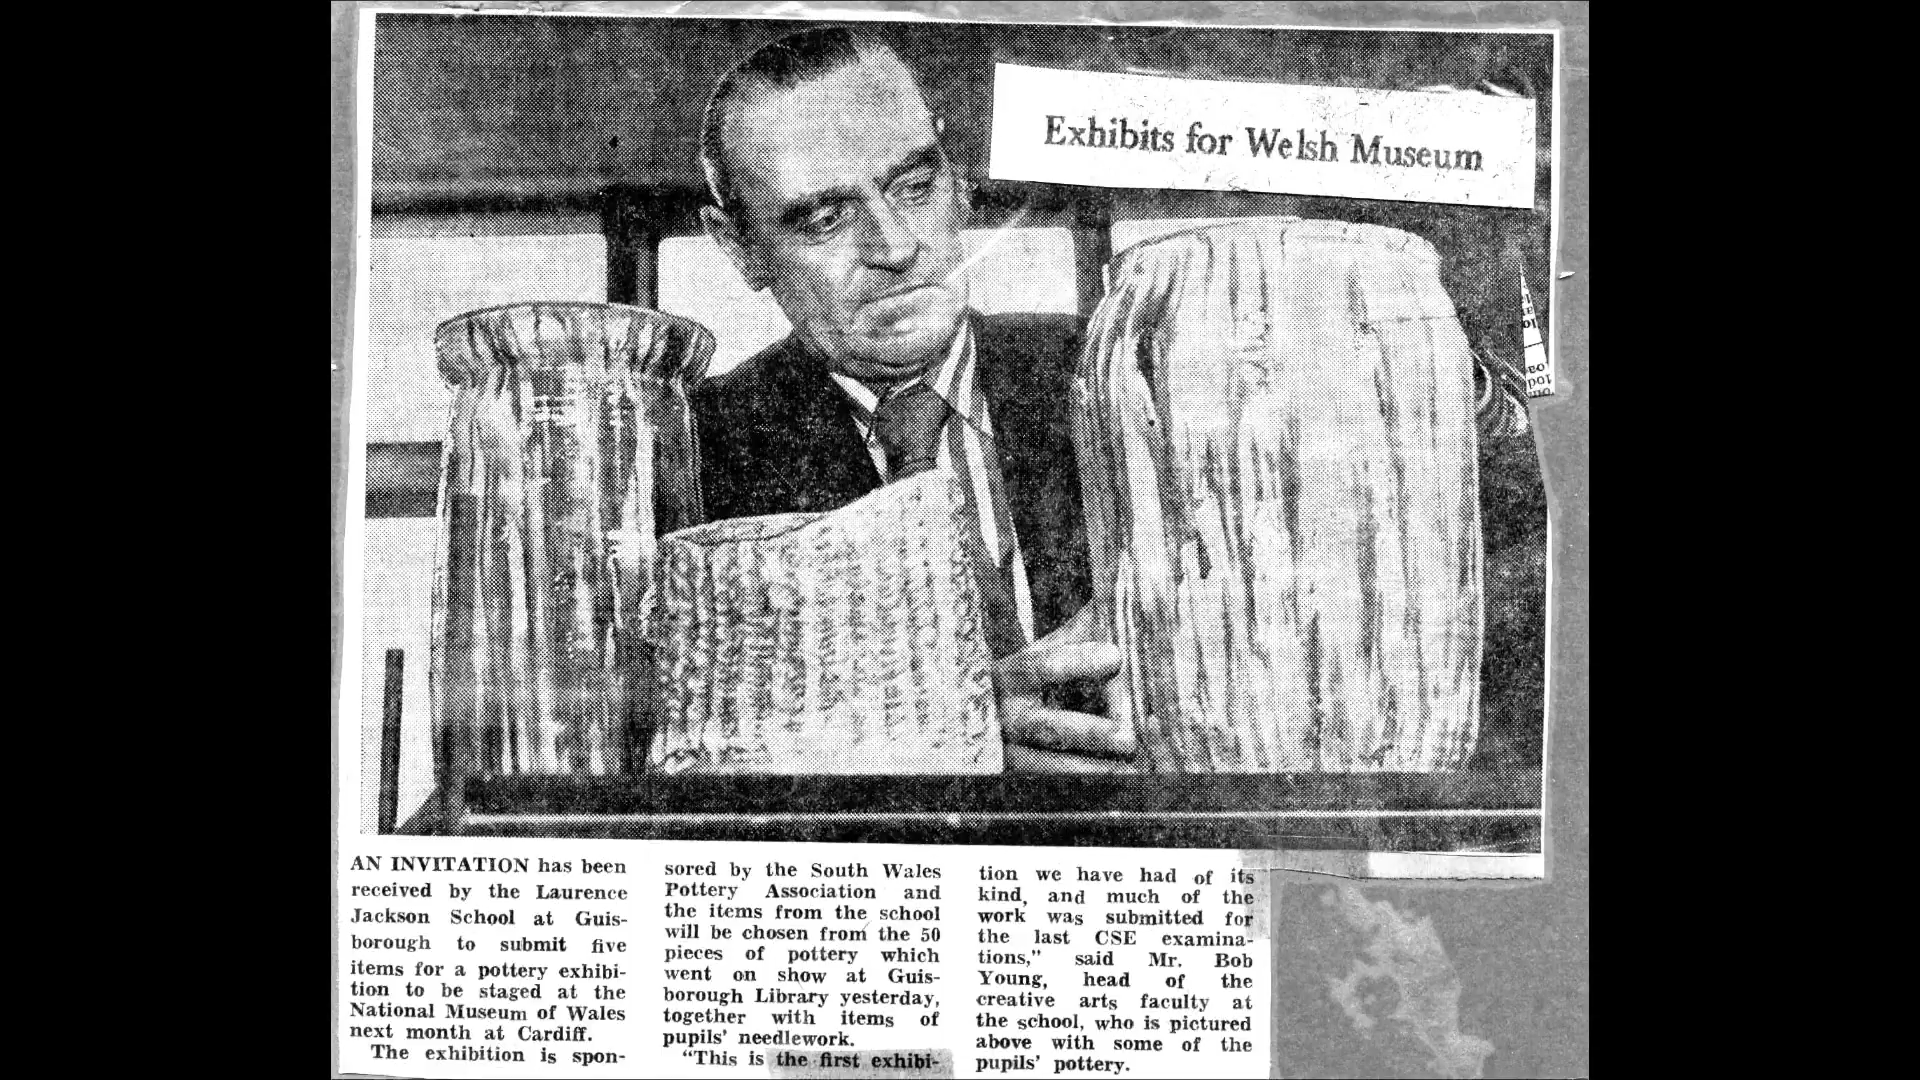 Exhibits for Welsh Museum
AN INVITATION has been
received by the Laurence
Jackson School at Guis-
borough to submit five
items for a pottery exhibi-
tion to be staged at the
National Museum of Wales
next month at Cardiff.
The exhibition is spon-
sored by the South Wales
Pottery Association and
the items from the school
will be chosen from the 50
pieces of pottery which
went on show at Guis-
borough Library yesterday,
together with items of
pupils' needlework.
"This is the first exhibi-
tion we have had of its
kind, and much of the
work was submitted for
the last CSE examina-
tions," said Mr. Bob
Young, head of the
creative arts faculty at
the school, who is pictured
above with some of the
pupils' pottery.